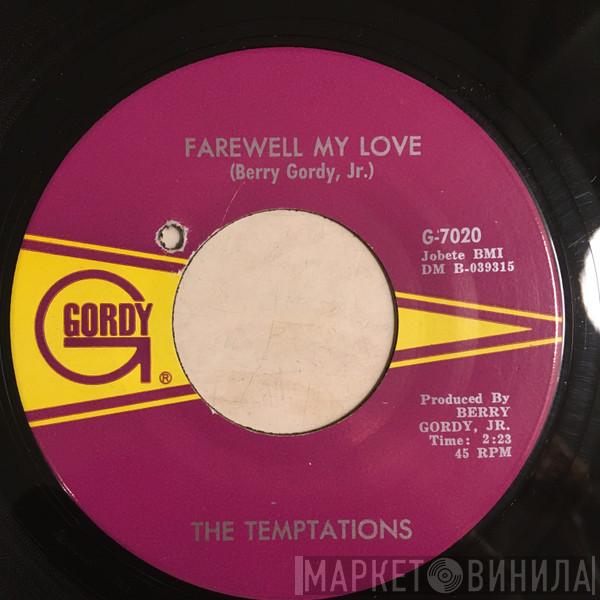 FAREWELL MY LOVE
(Berry Gordy, Jr.)
G-7020
Jobete BMI
DM B-039315
GORDY
®
Produced By
BERRY
GORDY, JR.
Time: 2:23
45 RPM
THE TEMPTATIONS
МАРКЕТ ВИНИЛА